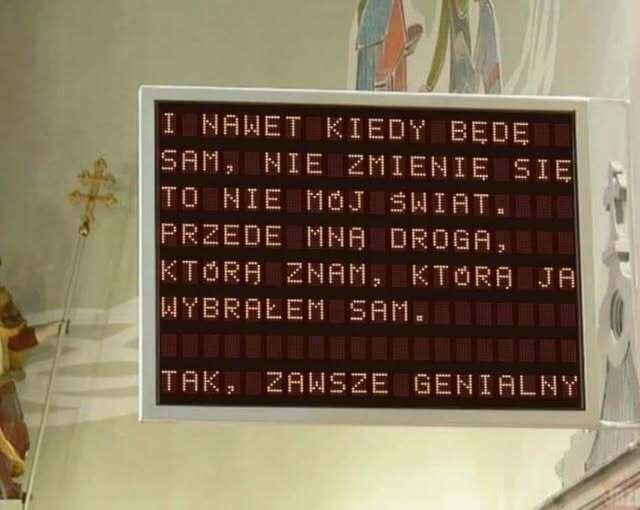 I NAWET KIEDY BĘDĘ
SAM, NIE ZMIENIĘ SIĘ
TO NIE MÓJ ŚWIAT.
PRZEDE MNĄ DROGA,
KTÓRĄ ZNAM, KTÓRĄ JA
WYBRAŁEM SAM.
TAK, ZAWSZE GENIALNY